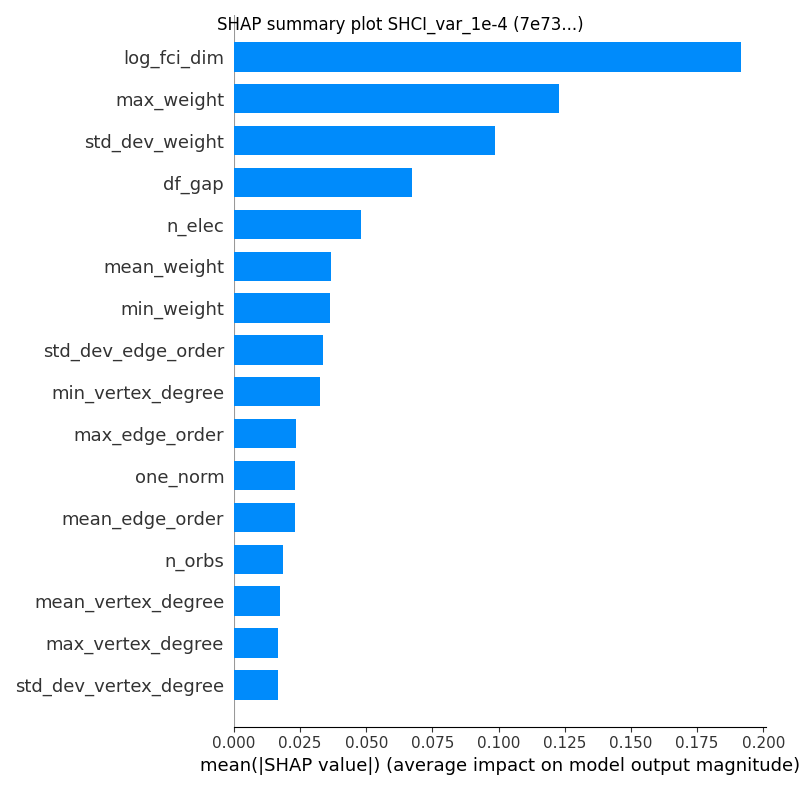 SHAP summary plot SHCI_var_1e-4 (7e73...)
log_fci_dim
max_weight
std_dev_weight
df_gap
n_elec
mean_weight
min_weight
std_dev_edge_order
min_vertex_degree
max_edge_order
one_norm
mean_edge_order
n_orbs
mean_vertex_degree
max_vertex_degree
std_dev_vertex_degree
0.000 0.025 0.050 0.075 0.100 0.125 0.150 0.175 0.200
mean(|SHAP value|) (average impact on model output magnitude)